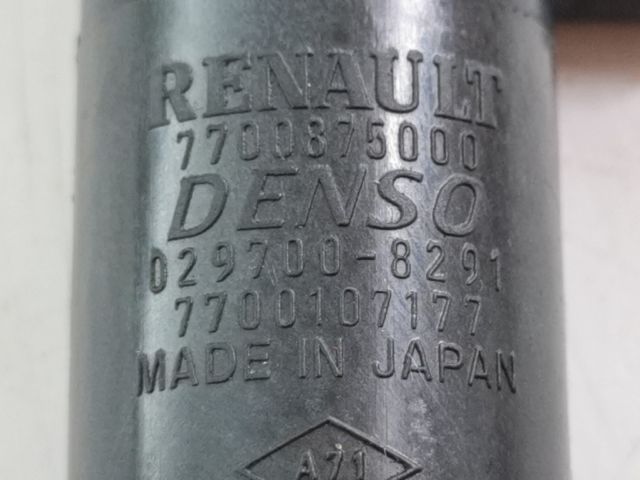 RENAULT
7700875000
DENSO
029700-8291
7700107177
MADE IN JAPAN
A71